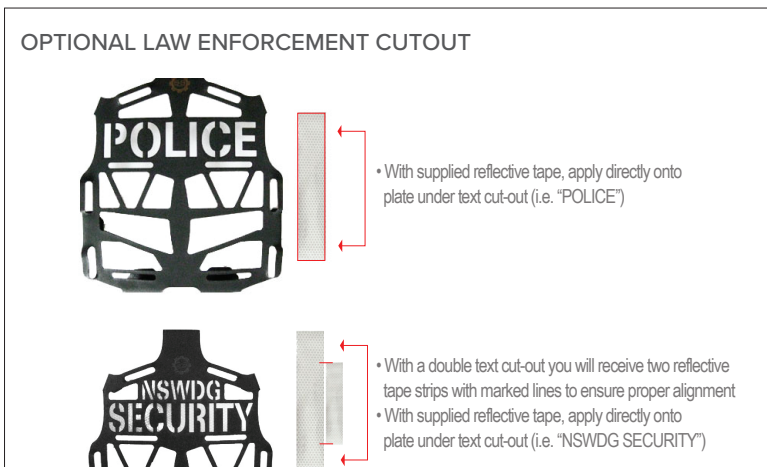 OPTIONAL LAW ENFORCEMENT CUTOUT
POLICE
• With supplied reflective tape, apply directly onto
plate under text cut-out (i.e. “POLICE”)
NSWDG
SECURITY
• With a double text cut-out you will receive two reflective
tape strips with marked lines to ensure proper alignment
• With supplied reflective tape, apply directly onto
plate under text cut-out (i.e. “NSWDG SECURITY”)